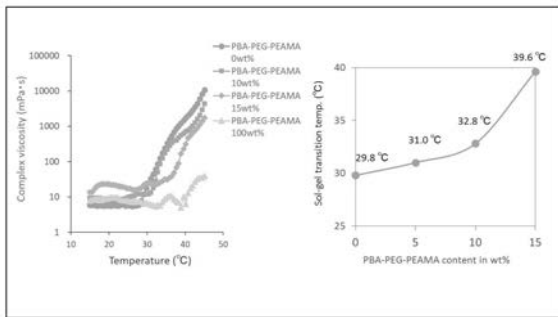 Complex viscosity (mPa•s)
100000
10000
1000
100
10
1
10
20
30
40
50
Temperature (℃)
PBA-PEG-PEAMA
0wt%
PBA-PEG-PEAMA
10wt%
PBA-PEG-PEAMA
15wt%
PBA-PEG-PEAMA
100wt%
Sol-gel transition temp. (℃)
40
35
30
25
29.8 ℃
31.0 ℃
32.8 ℃
39.6 ℃
0
5
10
15
PBA-PEG-PEAMA content in wt%